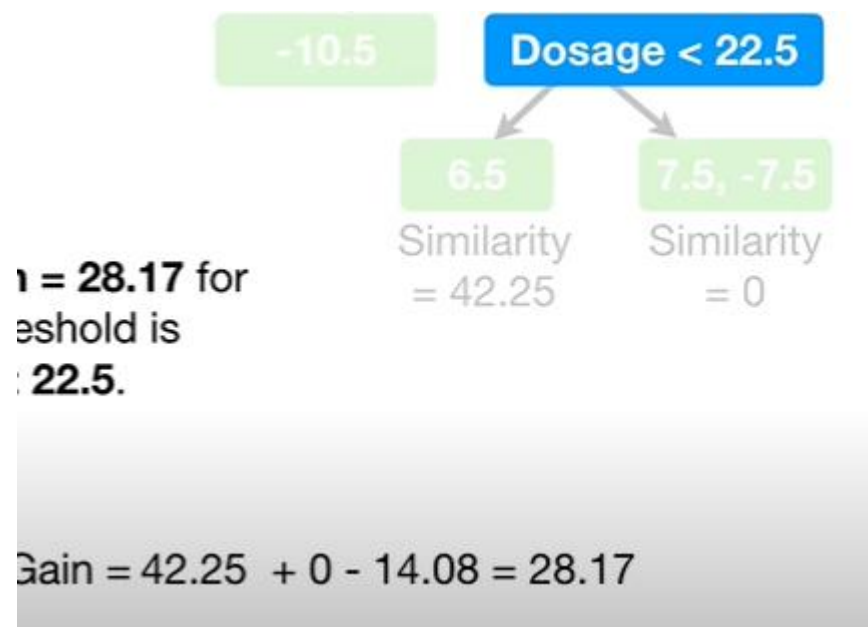 -10.5
Dosage < 22.5
6.5
7.5, -7.5
Similarity
= 42.25
Similarity
= 0
= 28.17 for
eshold is
22.5.
Gain = 42.25 + 0 - 14.08 = 28.17